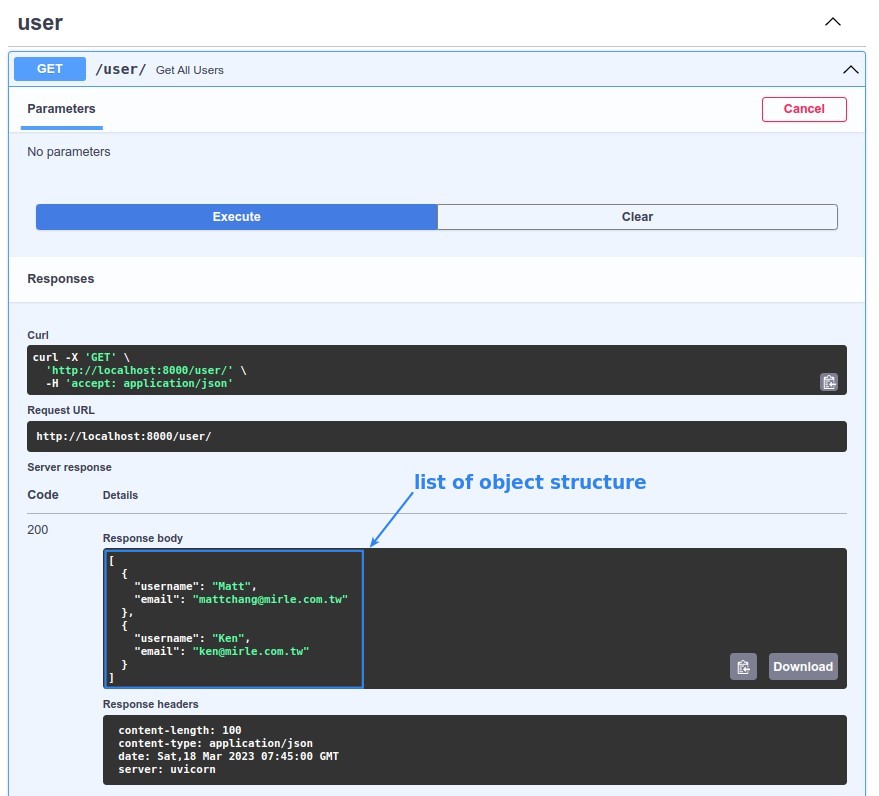 user
GET /user/ Get All Users
Parameters
Cancel
No parameters
Execute
Clear
Responses
Curl
curl -X 'GET' \
  'http://localhost:8000/user/' \
  -H 'accept: application/json'
Request URL
http://localhost:8000/user/
Server response
list of object structure
Code
Details
200
Response body
[
  {
    "username": "Matt",
    "email": "mattchang@mirle.com.tw"
  },
  {
    "username": "Ken",
    "email": "ken@mirle.com.tw"
  }
]
Download
Response headers
content-length: 100
content-type: application/json
date: Sat,18 Mar 2023 07:45:00 GMT
server: uvicorn